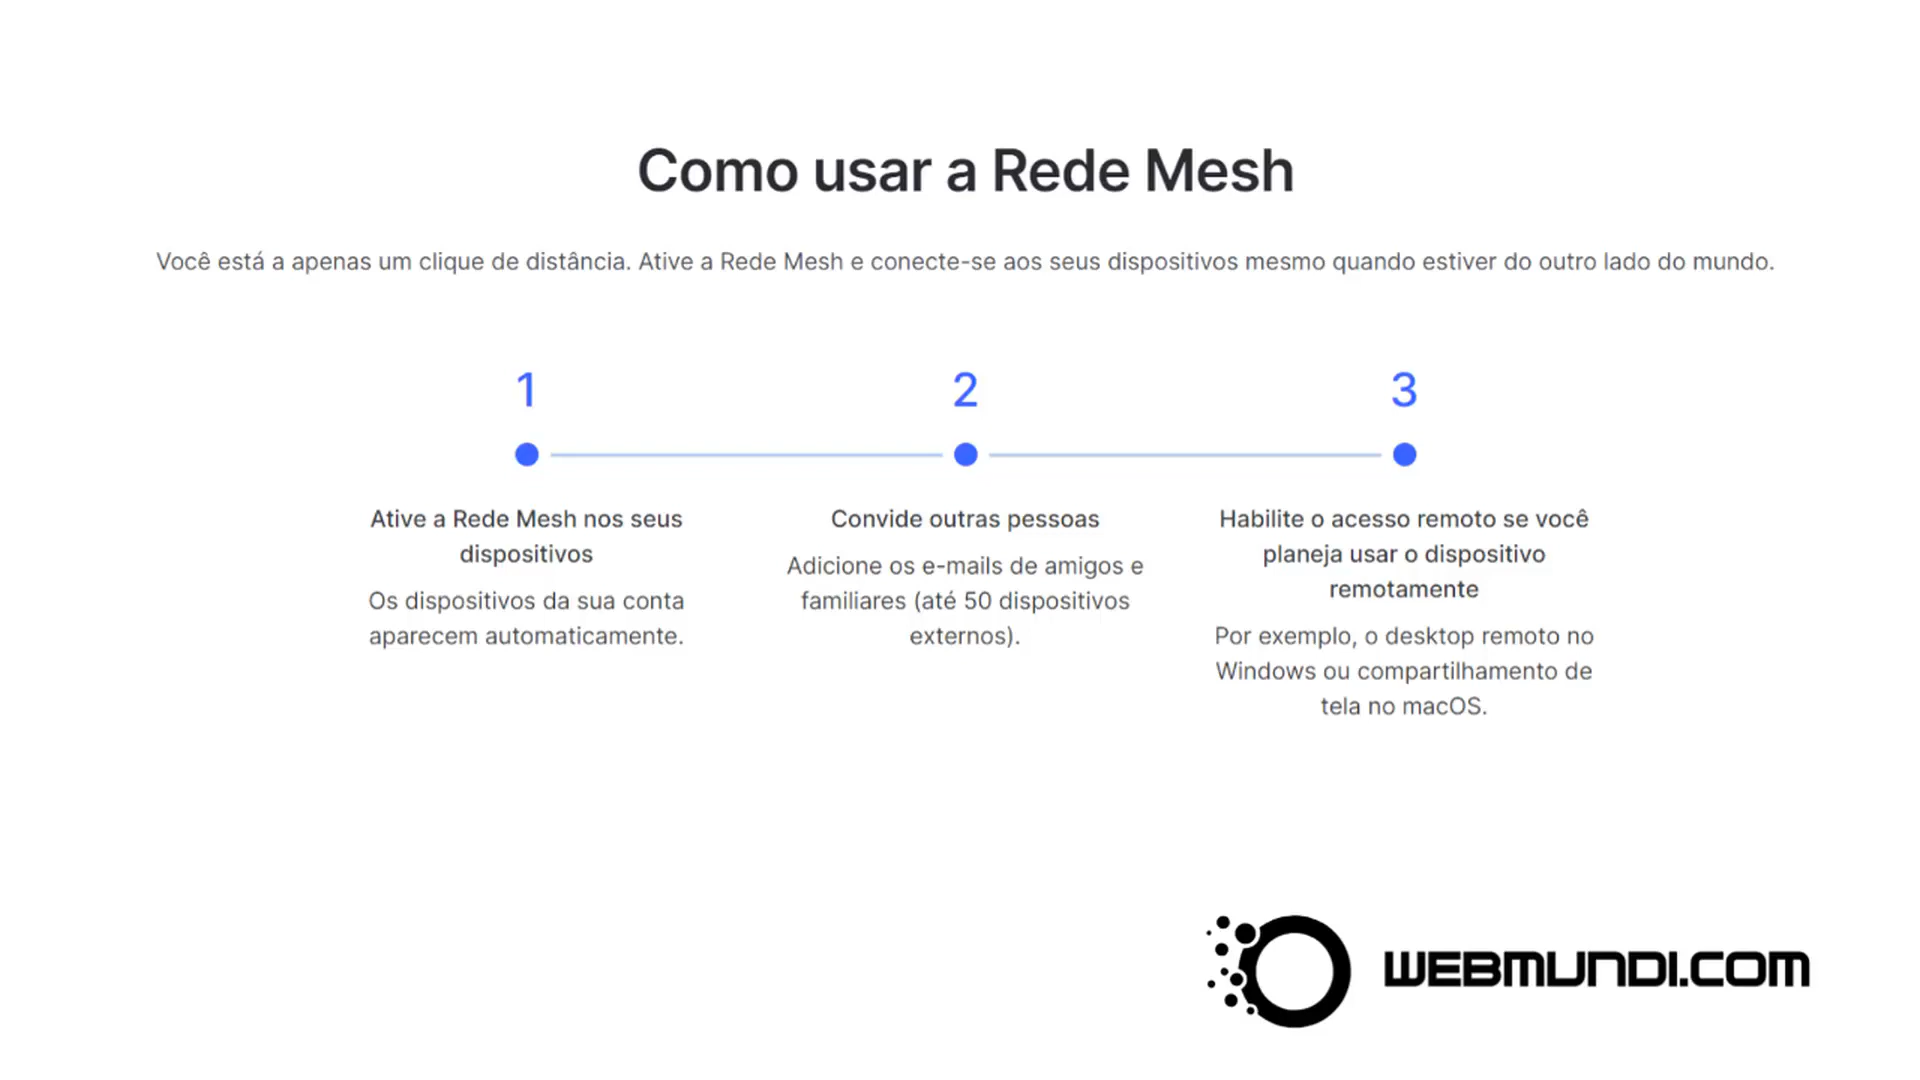 Como usar a Rede Mesh
Você está a apenas um clique de distância. Ative a Rede Mesh e conecte-se aos seus dispositivos mesmo quando estiver do outro lado do mundo.
1
Ative a Rede Mesh nos seus
dispositivos
Os dispositivos da sua conta
aparecem automaticamente.
2
Convide outras pessoas
Adicione os e-mails de amigos e
familiares (até 50 dispositivos
externos).
3
Habilite o acesso remoto se você
planeja usar o dispositivo
remotamente
Por exemplo, o desktop remoto no
Windows ou compartilhamento de
tela no macOS.
WEBMUNDI.COM